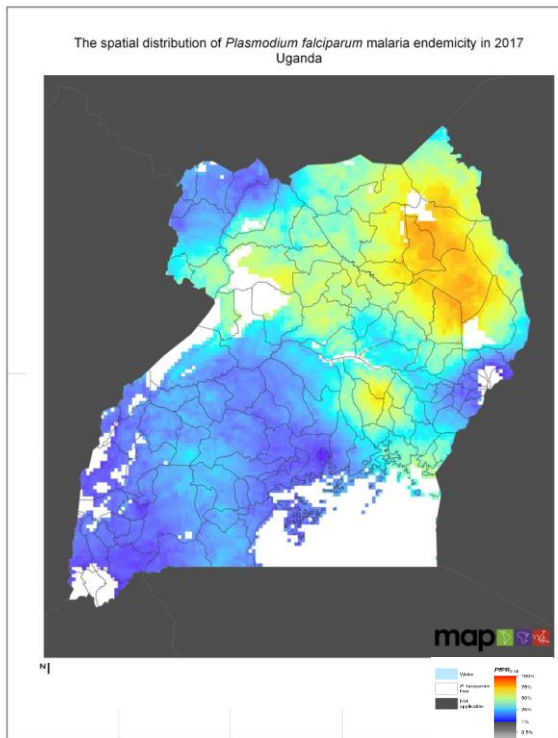 The spatial distribution of Plasmodium falciparum malaria endemicity in 2017
Uganda
map
N
Water
P. falciparum
free
Not
applicable
PfPR2-10
100%
75%
50%
25%
1%
0.5%